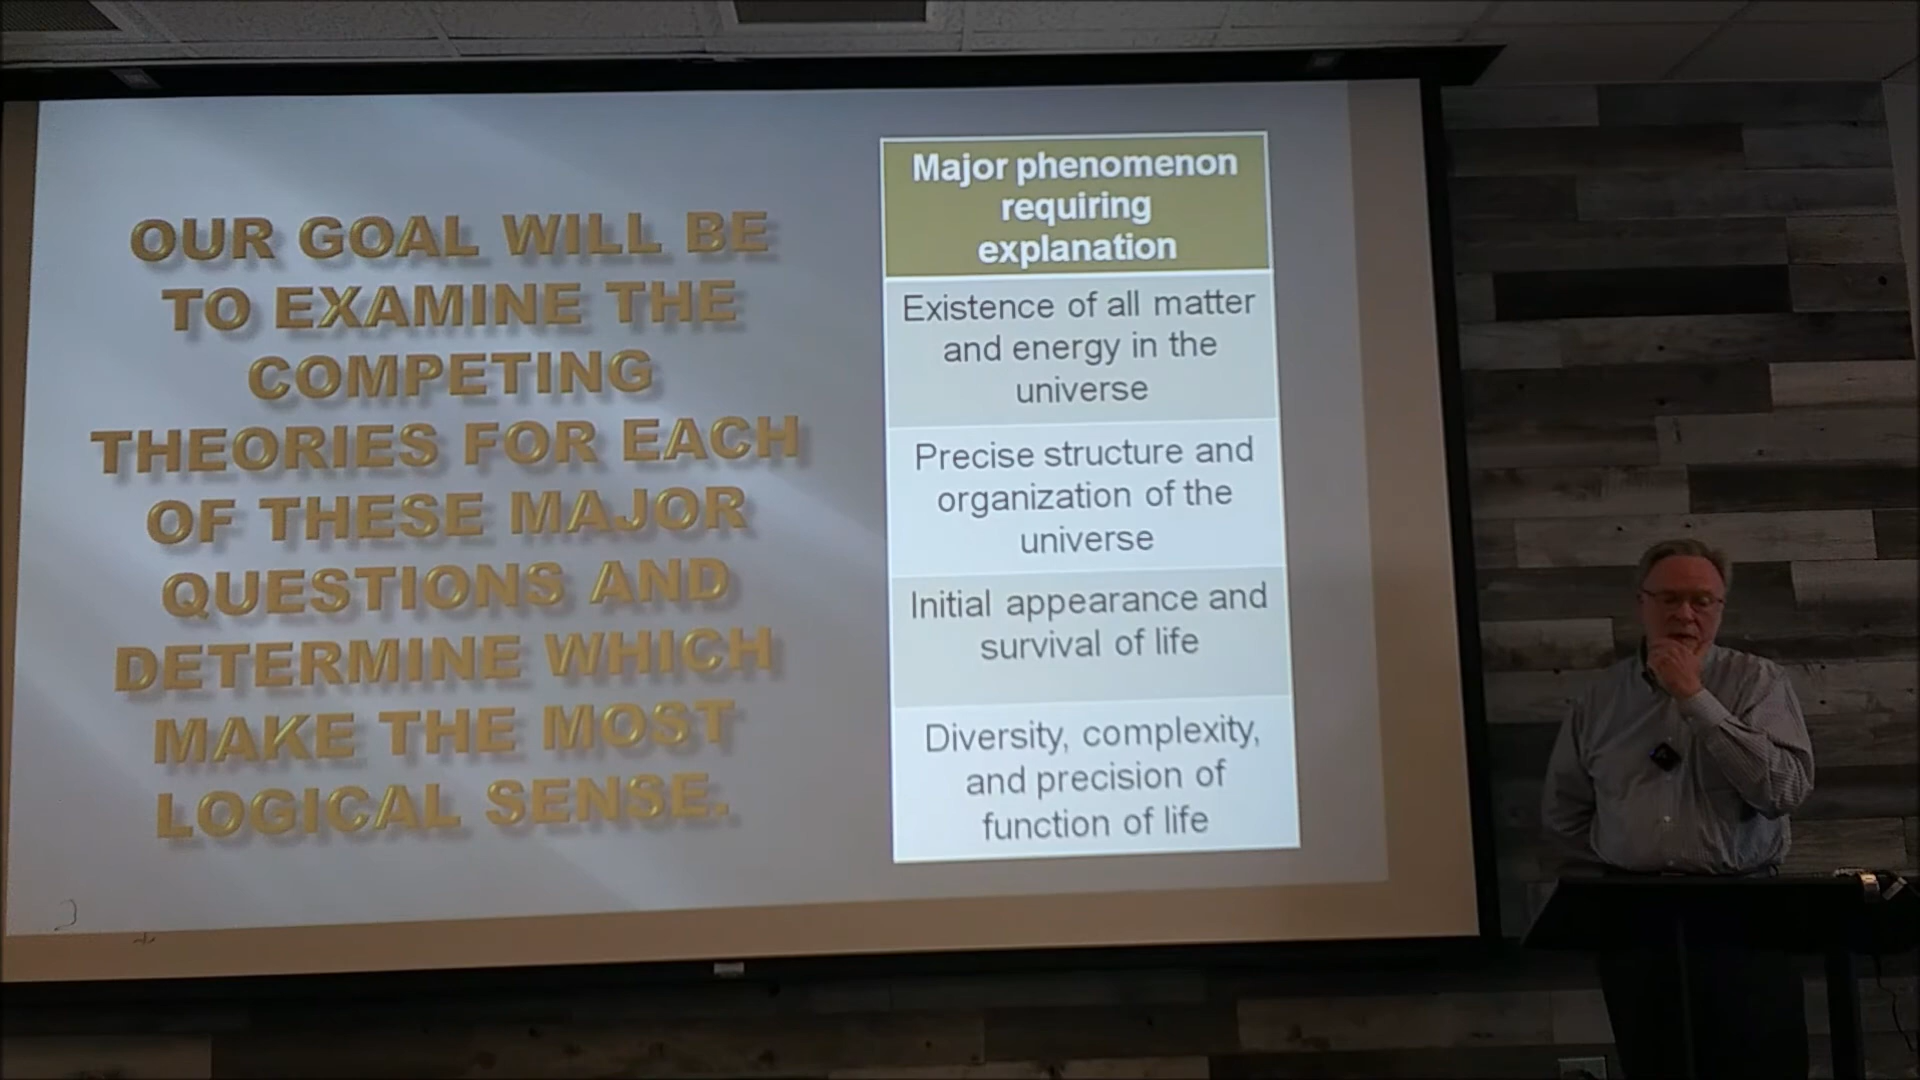 OUR GOAL WILL BE
TO EXAMINE THE
COMPETING
THEORIES FOR EACH
OF THESE MAJOR
QUESTIONS AND
DETERMINE WHICH
MAKE THE MOST
LOGICAL SENSE.
Major phenomenon
requiring
explanation
Existence of all matter
and energy in the
universe
Precise structure and
organization of the
universe
Initial appearance and
survival of life
Diversity, complexity,
and precision of
function of life